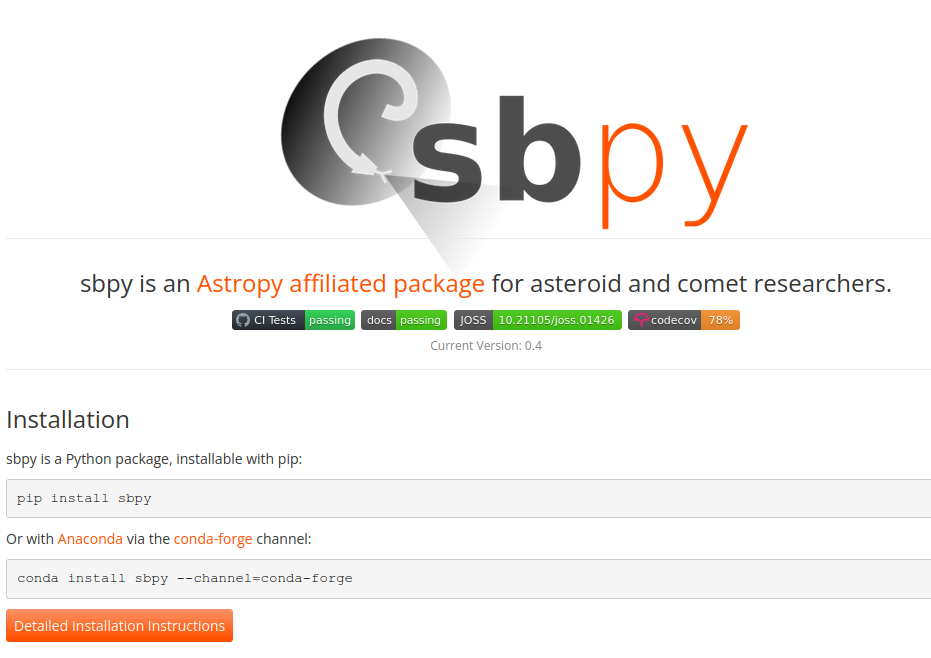 sbpy
sbpy is an Astropy affiliated package for asteroid and comet researchers.
CI Tests passing docs passing JOSS 10.21105/joss.01426 codecov 78%
Current Version: 0.4
Installation
sbpy is a Python package, installable with pip:
pip install sbpy
Or with Anaconda via the conda-forge channel:
conda install sbpy --channel=conda-forge
Detailed Installation Instructions